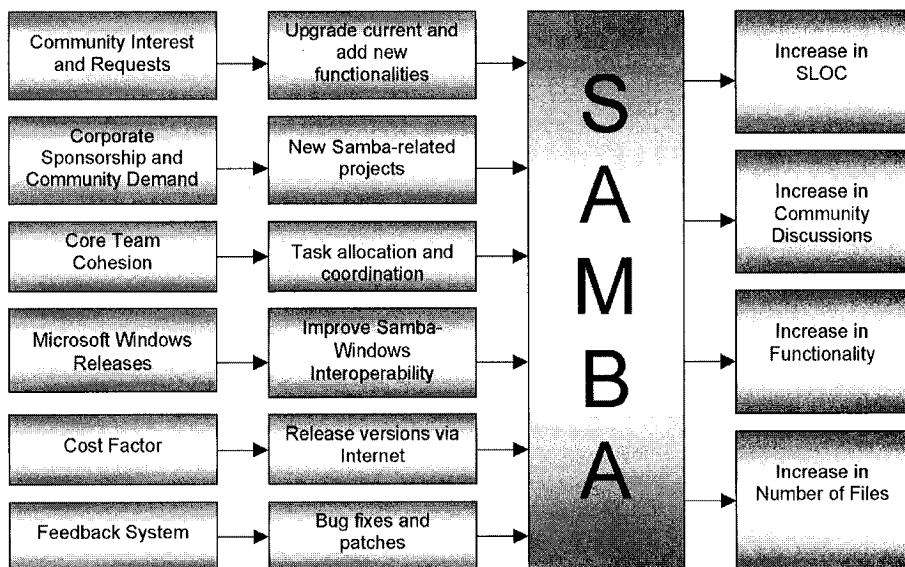 Community Interest
and Requests
Upgrade current and
add new
functionalities
Corporate
Sponsorship and
Community Demand
New Samba-related
projects
Core Team
Cohesion
Task allocation and
coordination
Microsoft Windows
Releases
Improve Samba-
Windows
Interoperability
Cost Factor
Release versions via
Internet
Feedback System
Bug fixes and
patches
S
A
M
B
A
Increase in
SLOC
Increase in
Community
Discussions
Increase in
Functionality
Increase in
Number of Files